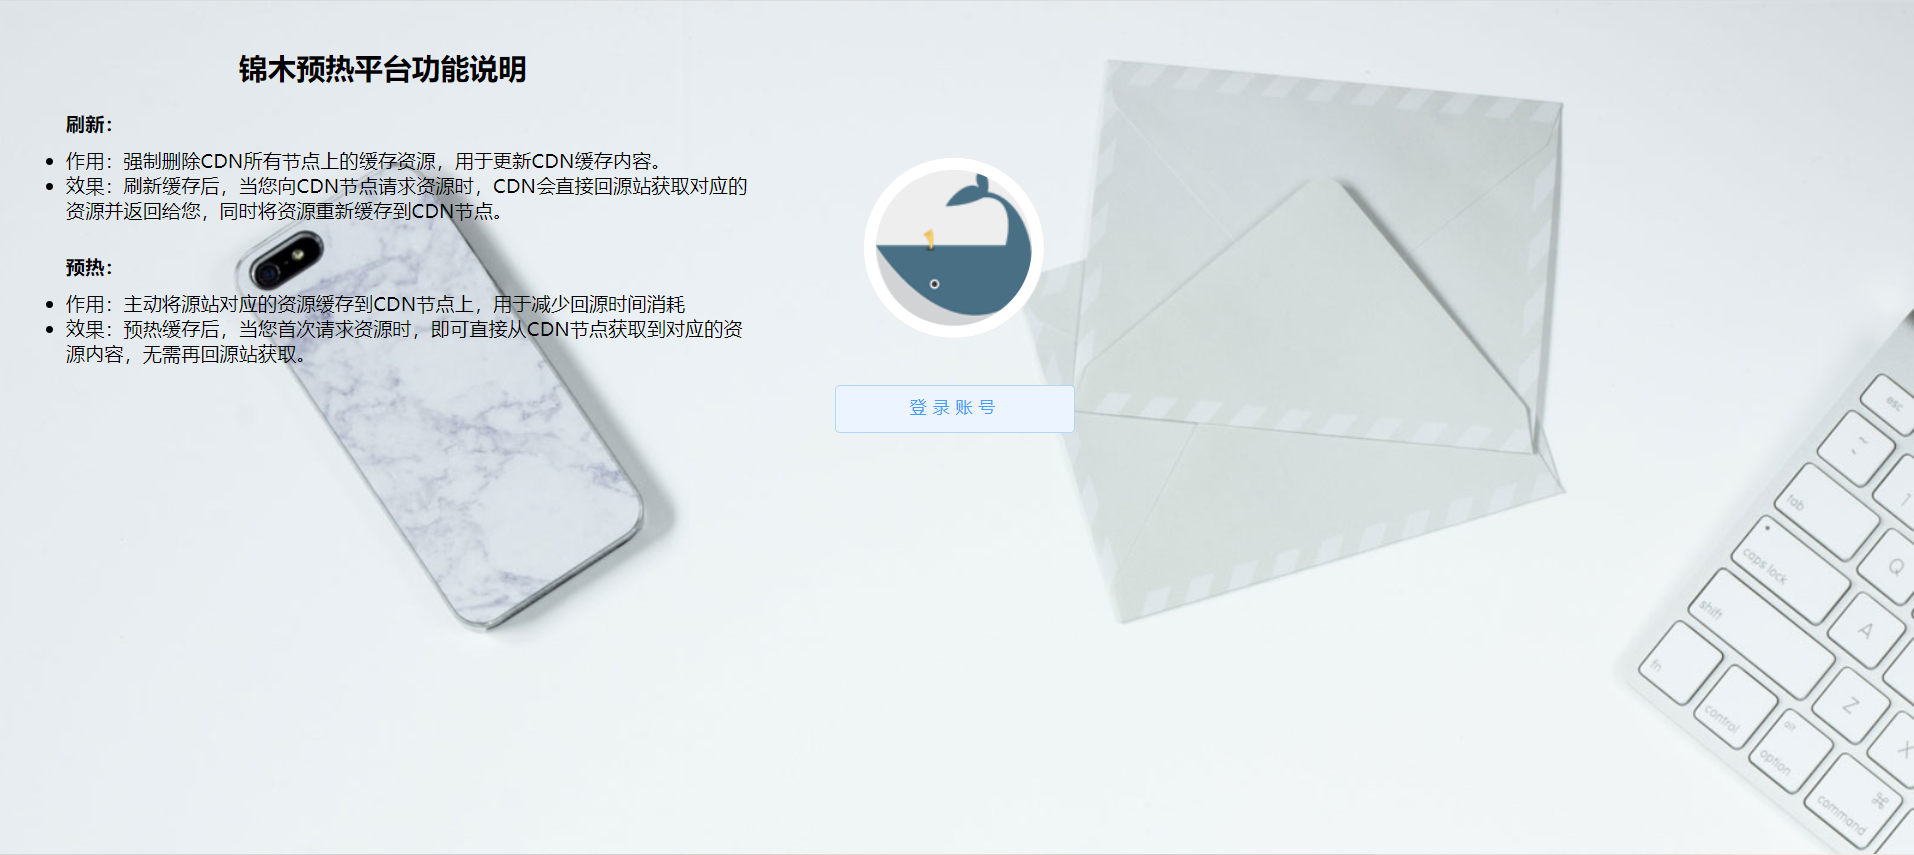 锦木预热平台功能说明
刷新：
作用：强制删除CDN所有节点上的缓存资源，用于更新CDN缓存内容。
效果：刷新缓存后，当您向CDN节点请求资源时，CDN会直接回源站获取对应的
资源并返回给您，同时将资源重新缓存到CDN节点。
预热：
作用：主动将源站对应的资源缓存到CDN节点上，用于减少回源时间消耗
效果：预热缓存后，当您首次请求资源时，即可直接从CDN节点获取到对应的资
源内容，无需再回源站获取。
登录账号
esc
~
`
1
tab
Q
caps lock
A
shift
Z
X
fn
control
alt
option
⌘
command